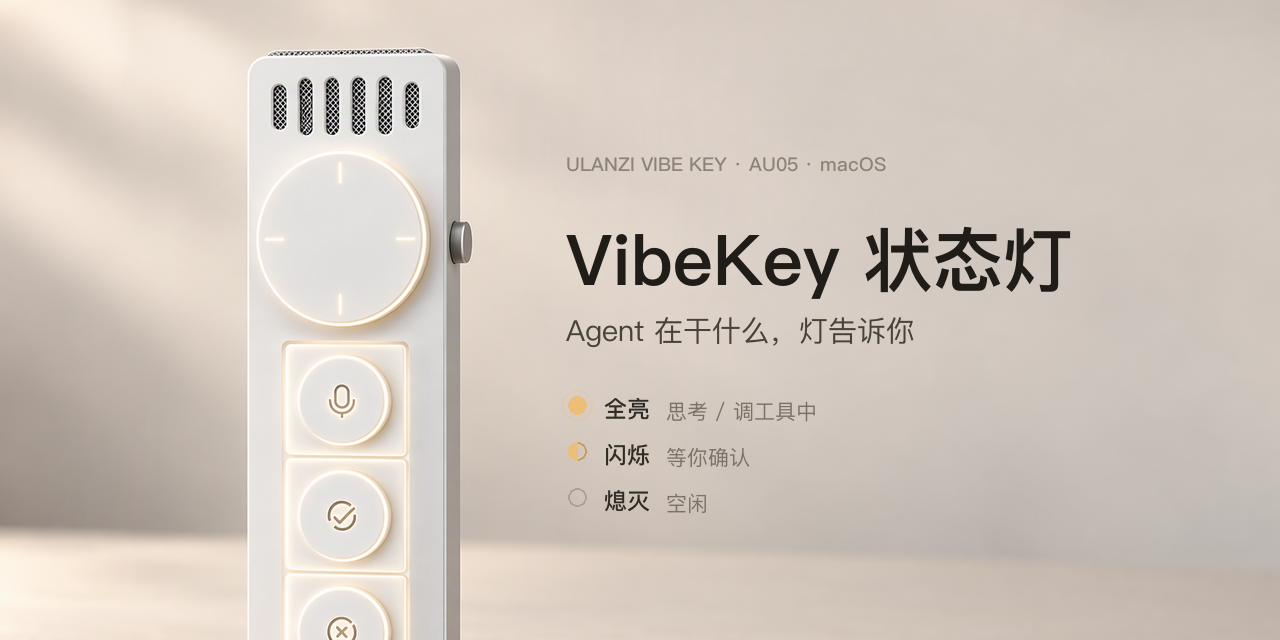 ULANZI VIBE KEY · AU05 · macOS
VibeKey 状态灯
Agent 在干什么，灯告诉你
全亮 思考 / 调工具中
闪烁 等你确认
熄灭 空闲